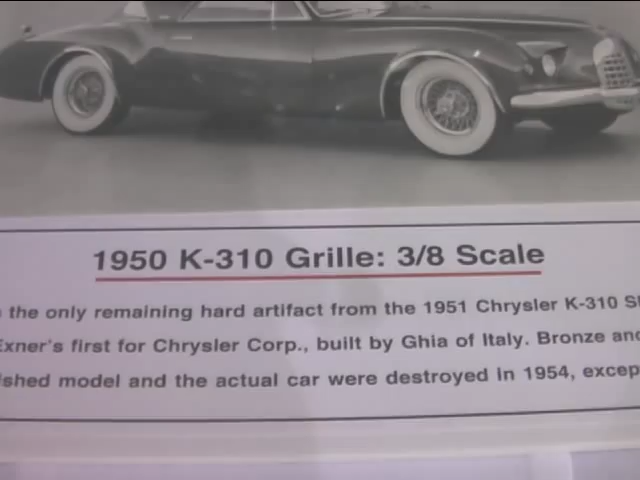 1950 K-310 Grille: 3/8 Scale
the only remaining hard artifact from the 1951 Chrysler K-310
Exner's first for Chrysler Corp., built by Ghia of Italy. Bronze and
model and the actual car were destroyed in 1954,